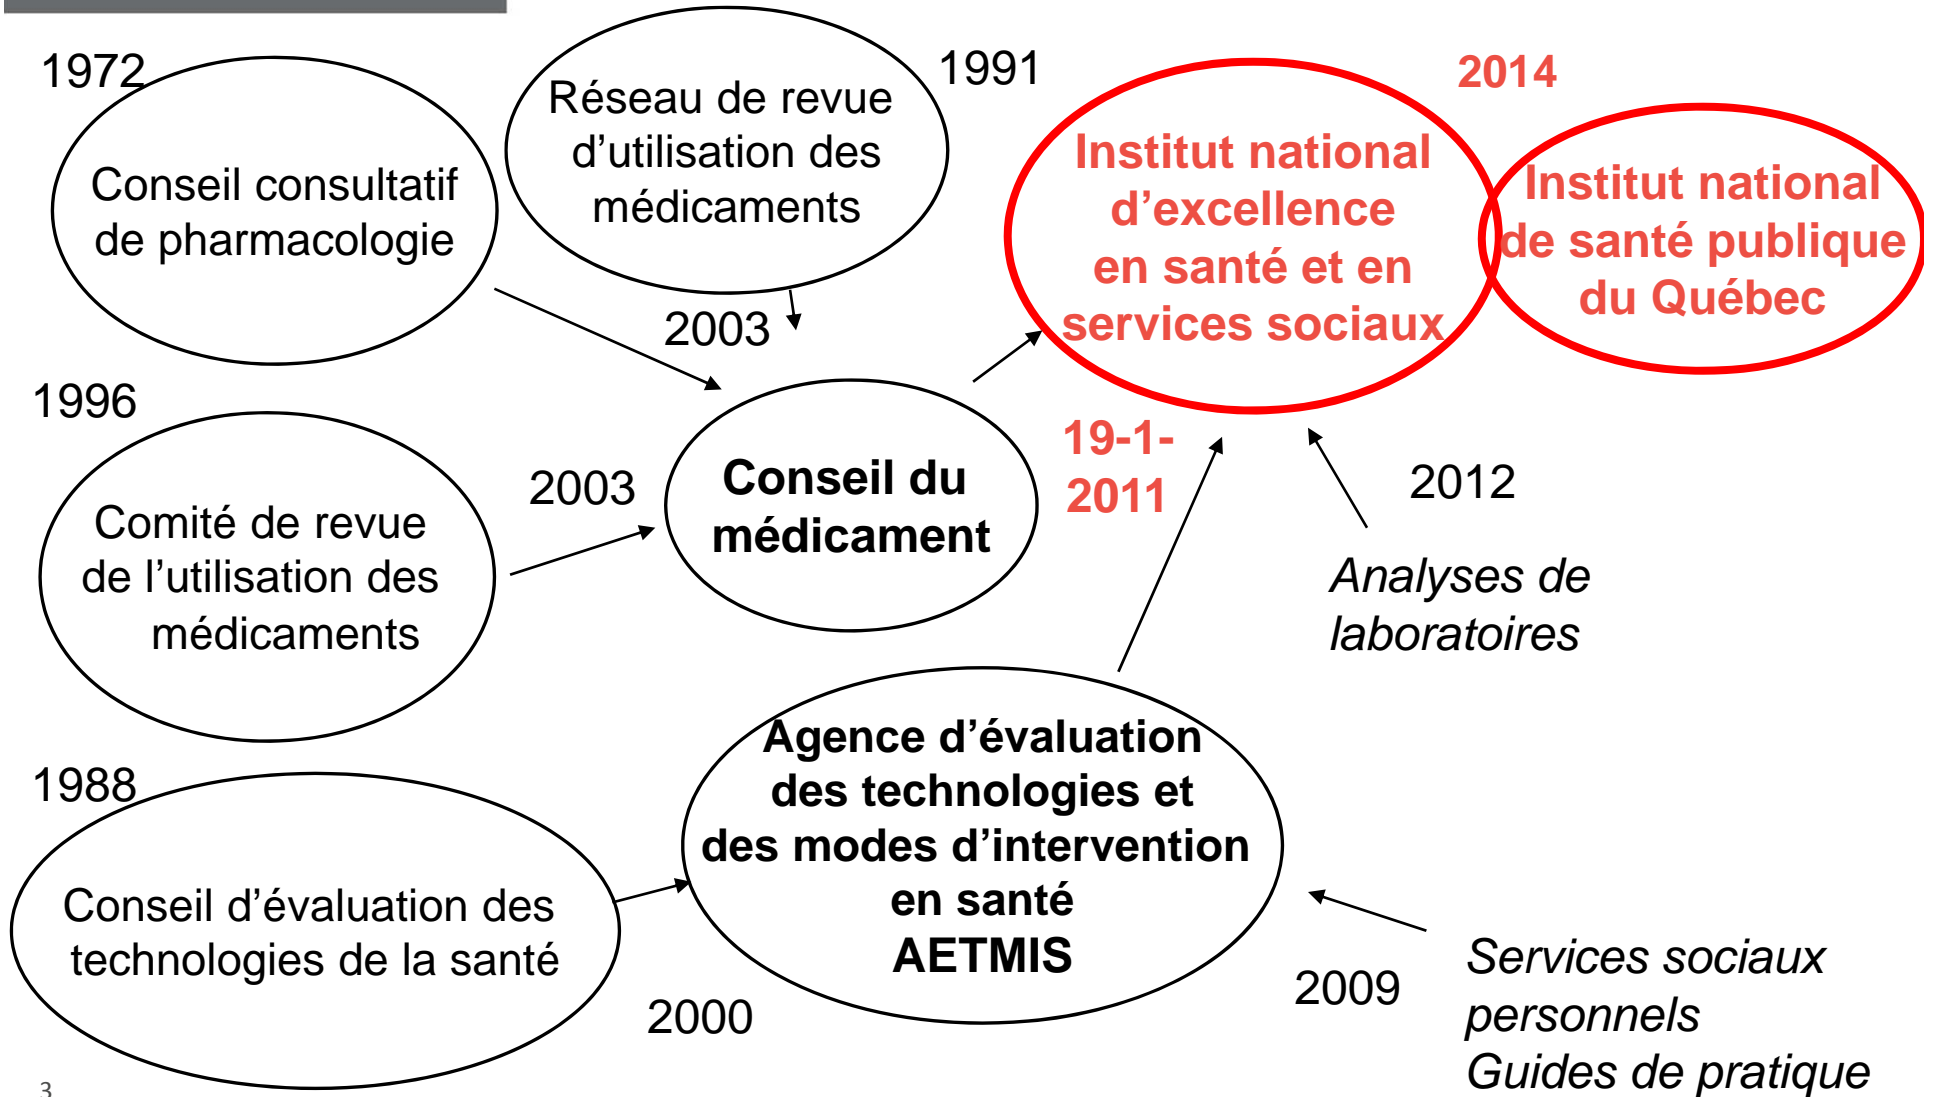 1972
Conseil consultatif
de pharmacologie
Réseau de revue
d’utilisation des
médicaments
1991
Institut national
d’excellence
en santé et en
services sociaux
2014
Institut national
de santé publique
du Québec
2003
1996
Comité de revue
de l’utilisation des
médicaments
2003
Conseil du
médicament
19-1-
2011
2012
Analyses de
laboratoires
1988
Conseil d’évaluation des
technologies de la santé
2000
Agence d’évaluation
des technologies et
des modes d’intervention
en santé
AETMIS
2009
Services sociaux
personnels
Guides de pratique
3